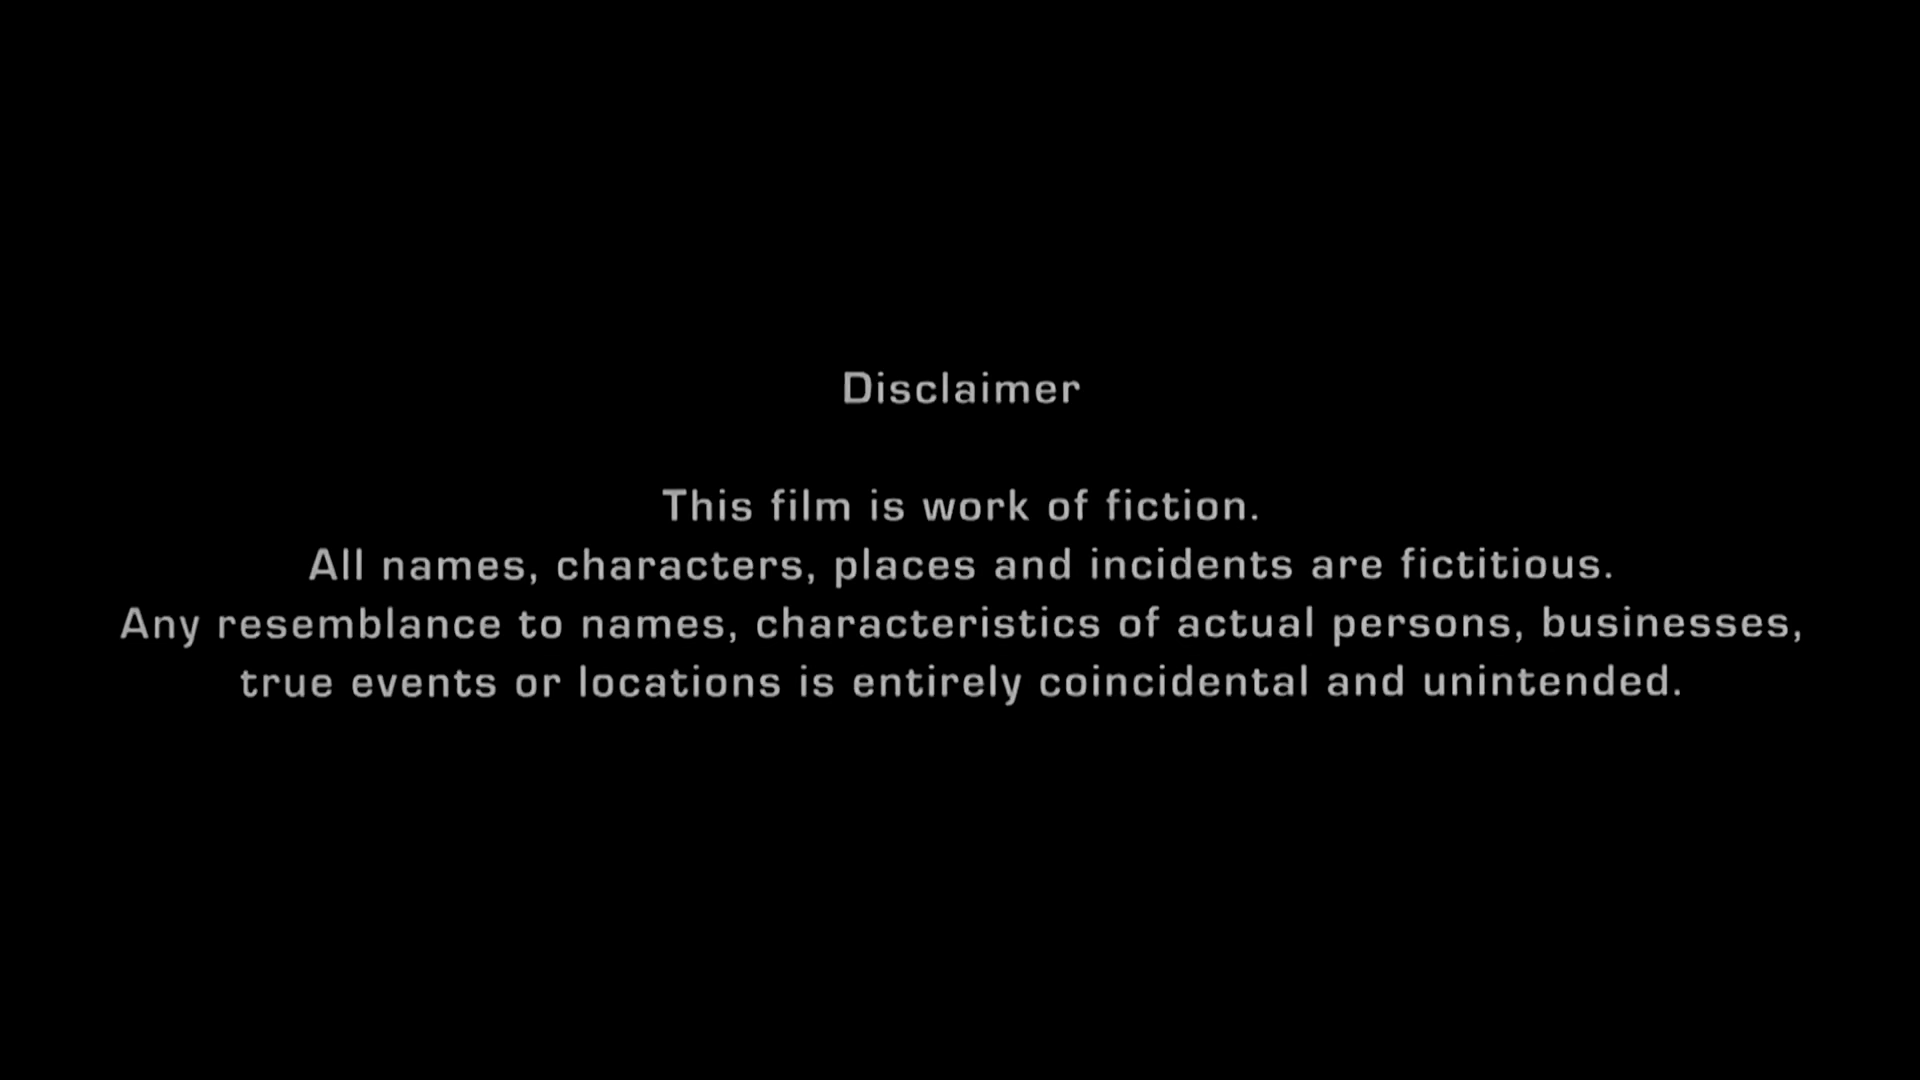 Disclaimer
This film is work of fiction.
All names, characters, places and incidents are fictitious.
Any resemblance to names, characteristics of actual persons, businesses,
true events or locations is entirely coincidental and unintended.